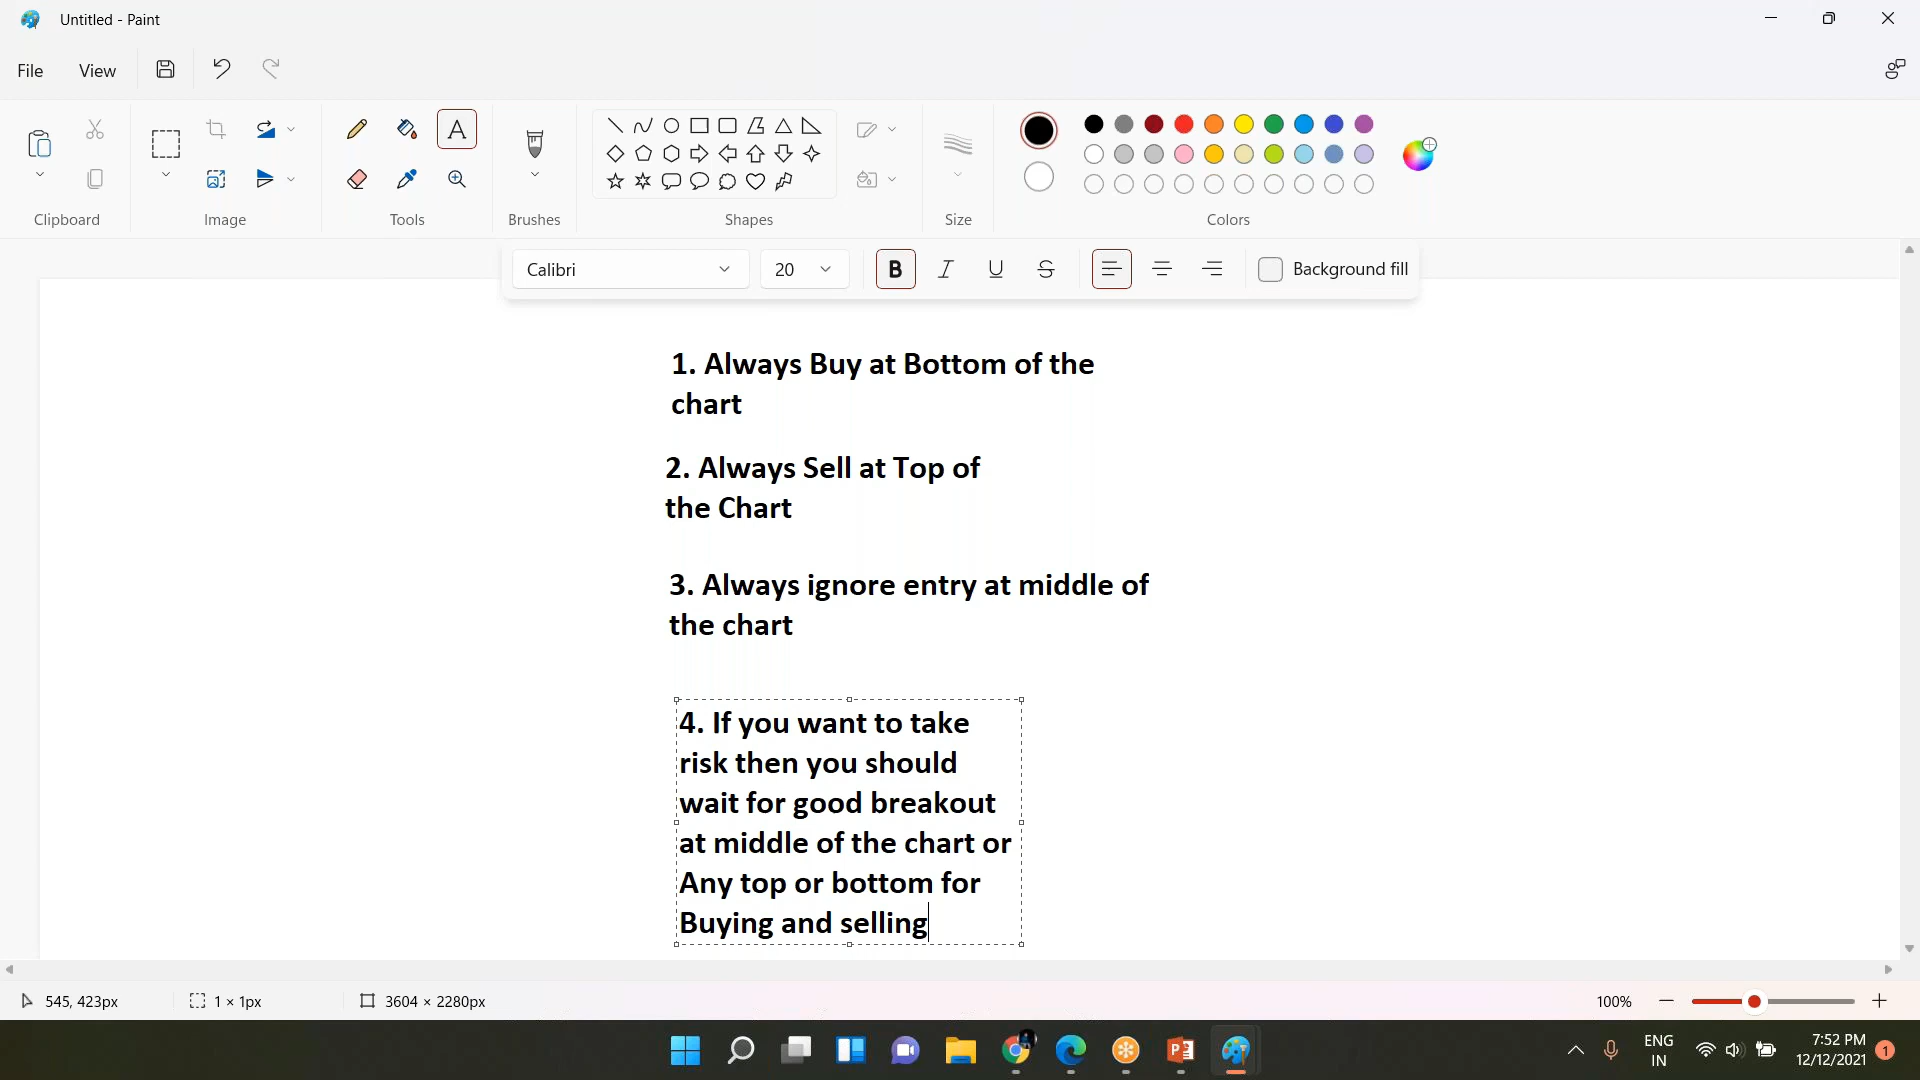 Untitled - Paint
File View
Clipboard Image Tools Brushes Shapes Size Colors
Calibri 20 B I U S Background fill
1. Always Buy at Bottom of the
chart
2. Always Sell at Top of
the Chart
3. Always ignore entry at middle of
the chart
4. If you want to take
risk then you should
wait for good breakout
at middle of the chart or
Any top or bottom for
Buying and selling
545, 423px 1 × 1px 3604 × 2280px 100%
ENG 7:52 PM
IN 12/12/2021 1